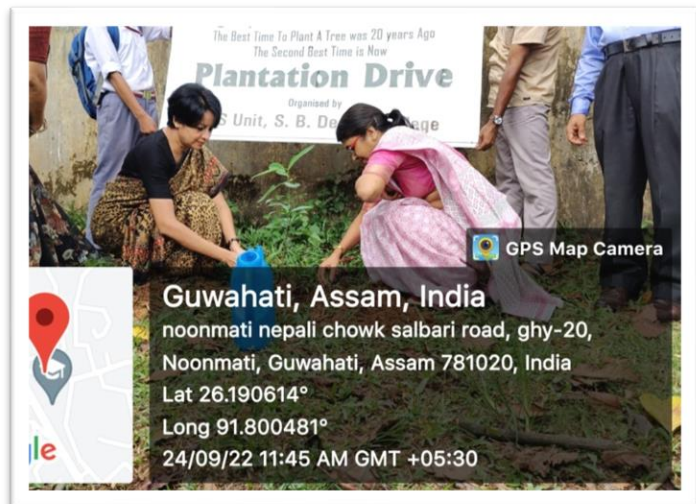 The Best Time To Plant A Tree was 20 years Ago
The Second Best Time is Now
Plantation Drive
Organised by
S Unit, S. B. De
GPS Map Camera
Guwahati, Assam, India
noonmati nepali chowk salbari road, ghy-20,
Noonmati, Guwahati, Assam 781020, India
Lat 26.190614°
Long 91.800481°
24/09/22 11:45 AM GMT +05:30
gle